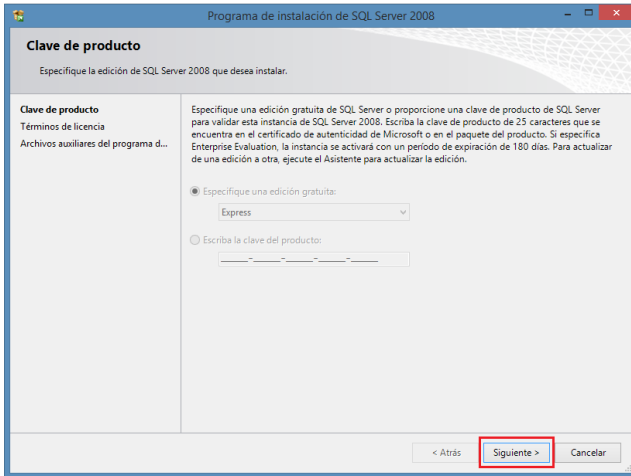 Programa de instalación de SQL Server 2008
Clave de producto
Especifique la edición de SQL Server 2008 que desea instalar.
Clave de producto
Términos de licencia
Archivos auxiliares del programa d...
Especifique una edición gratuita de SQL Server o proporcione una clave de producto de SQL Server
para validar esta instancia de SQL Server 2008. Escriba la clave de producto de 25 caracteres que se
encuentra en el certificado de autenticidad de Microsoft o en el paquete del producto. Si especifica
Enterprise Evaluation, la instancia se activará con un período de expiración de 180 días. Para actualizar
de una edición a otra, ejecute el Asistente para actualizar la edición.
Especifique una edición gratuita:
Express
Escriba la clave del producto:
_____-_____-_____-_____-_____
< Atrás
Siguiente >
Cancelar